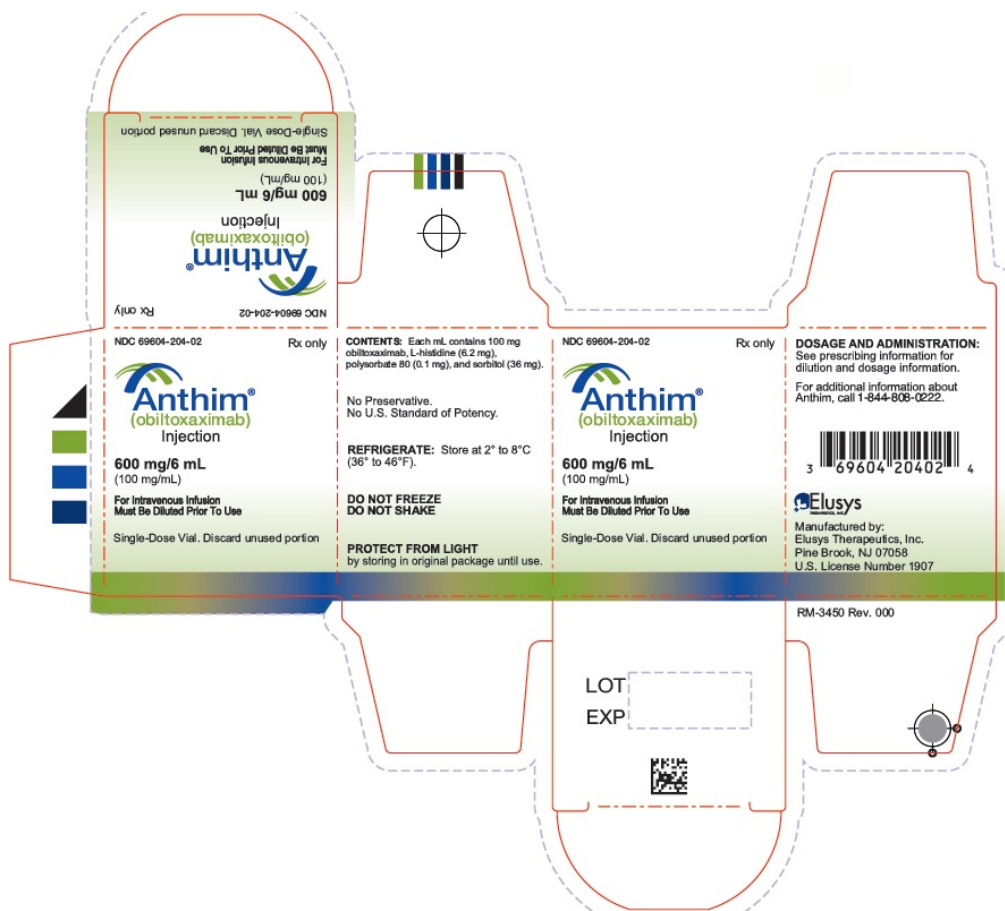 Single-Dose Vial. Discard unused portion
Must Be Diluted Prior To Use
For Intravenous Infusion
(100 mg/mL)
600 mg/6 mL
Injection
(obiltoxaximab)
Anthim®
NDC 69604-204-02 Rx only
NDC 69604-204-02 Rx only
Anthim®
(obiltoxaximab)
Injection
600 mg/6 mL
(100 mg/mL)
For Intravenous Infusion
Must Be Diluted Prior To Use
Single-Dose Vial. Discard unused portion
CONTENTS: Each mL contains 100 mg
obiltoxaximab, L-histidine (6.2 mg),
polysorbate 80 (0.1 mg), and sorbitol (36 mg).
No Preservative.
No U.S. Standard of Potency.
REFRIGERATE: Store at 2° to 8°C
(36° to 46°F).
DO NOT FREEZE
DO NOT SHAKE
PROTECT FROM LIGHT
by storing in original package until use.
NDC 69604-204-02 Rx only
Anthim®
(obiltoxaximab)
Injection
600 mg/6 mL
(100 mg/mL)
For Intravenous Infusion
Must Be Diluted Prior To Use
Single-Dose Vial. Discard unused portion
DOSAGE AND ADMINISTRATION:
See prescribing information for
dilution and dosage information.
For additional information about
Anthim, call 1-844-808-0222.
3 69604 20402 4
Elusys
THERAPEUTICS, INC.
Manufactured by:
Elusys Therapeutics, Inc.
Pine Brook, NJ 07058
U.S. License Number 1907
RM-3450 Rev. 000
LOT
EXP